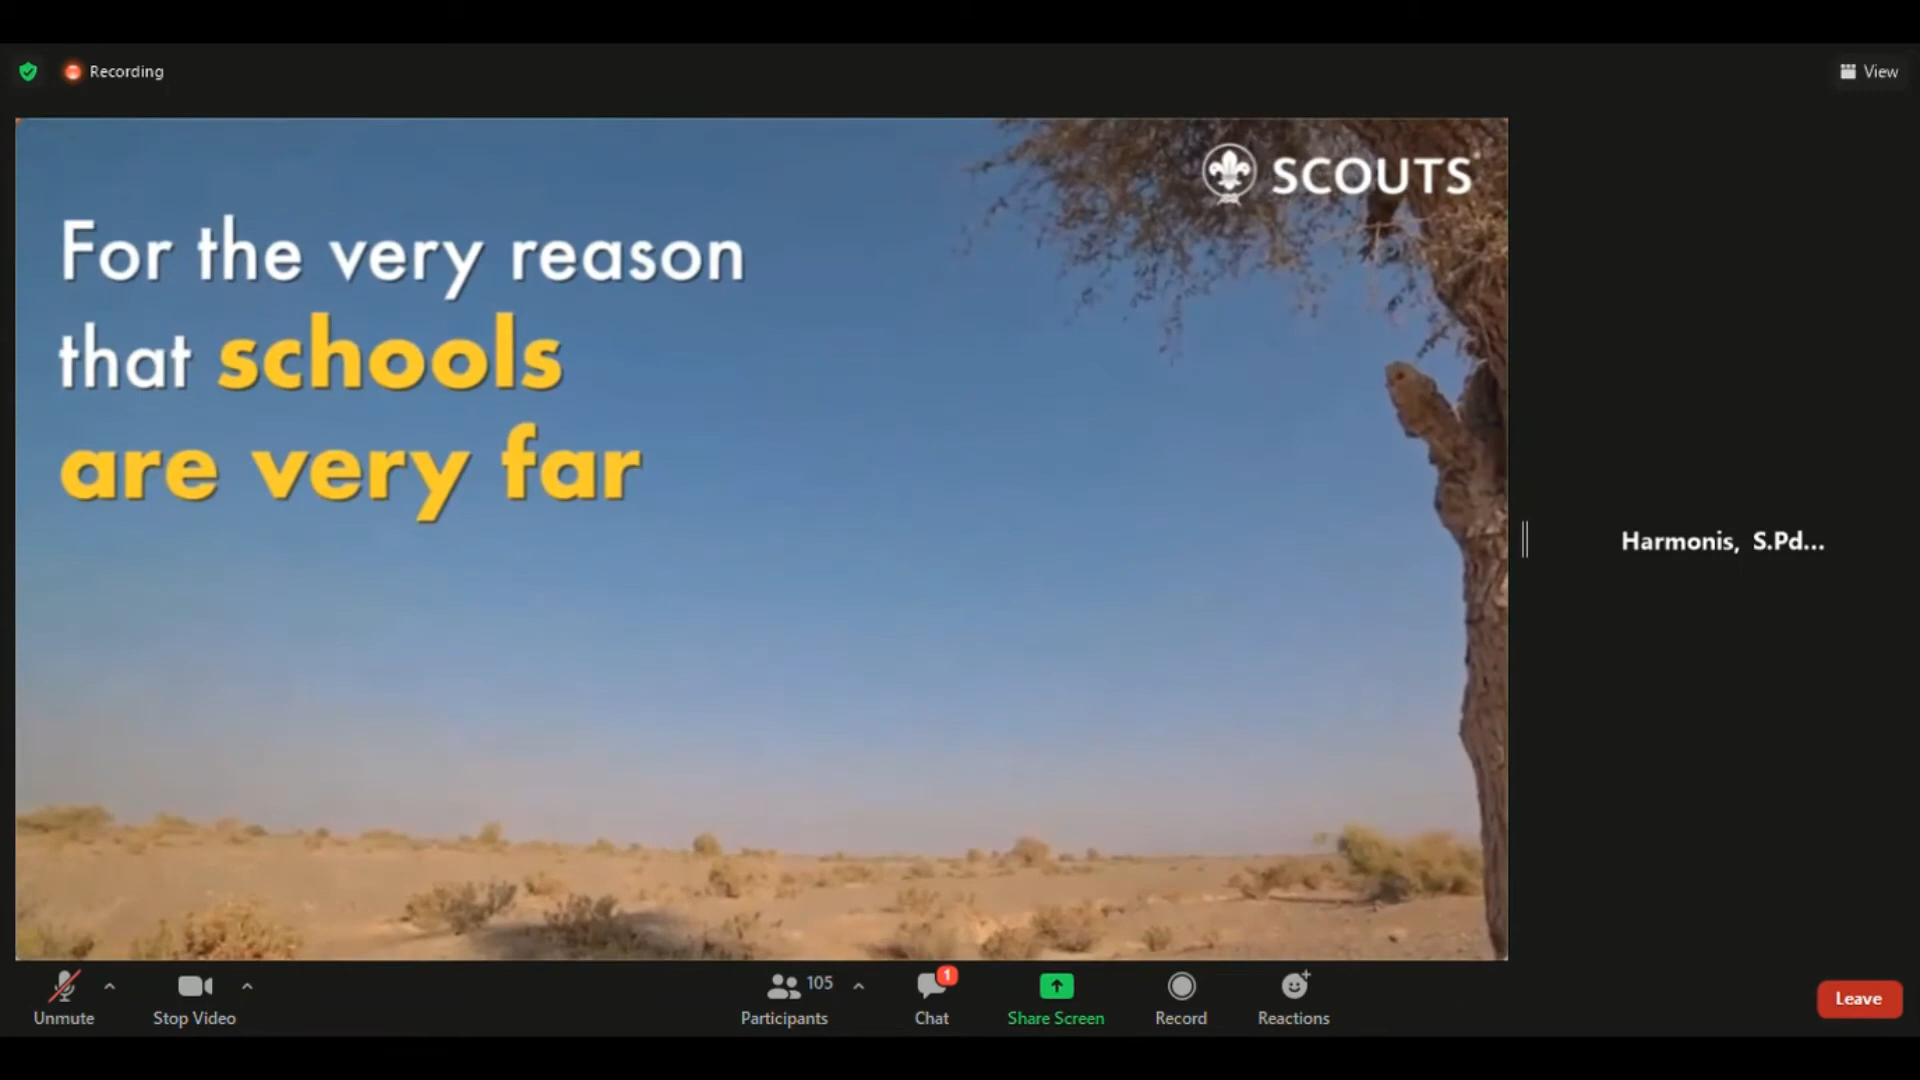 Recording
View
SCOUTS
For the very reason
that schools
are very far
Harmonis, S.Pd...
Unmute
Stop Video
105
Participants
1
Chat
Share Screen
Record
Reactions
Leave